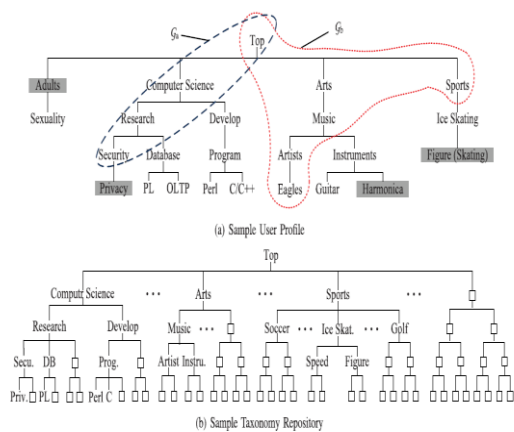 Ga Gb
Top
Adults Computer Science Arts Sports
Sexuality Research Develop Music Ice Skating
Security Database Program Artists Instruments Figure (Skating)
Privacy PL OLTP Perl C/C++ Eagles Guitar Harmonica
(a) Sample User Profile
Top
Computr Science ... Arts ... Sports ...
Research Develop Music ... Soccer ... Ice Skat. ... Golf
Secu. DB Prog. Artist Instru. Speed Figure
Priv. PL Perl C
(b) Sample Taxonomy Repository